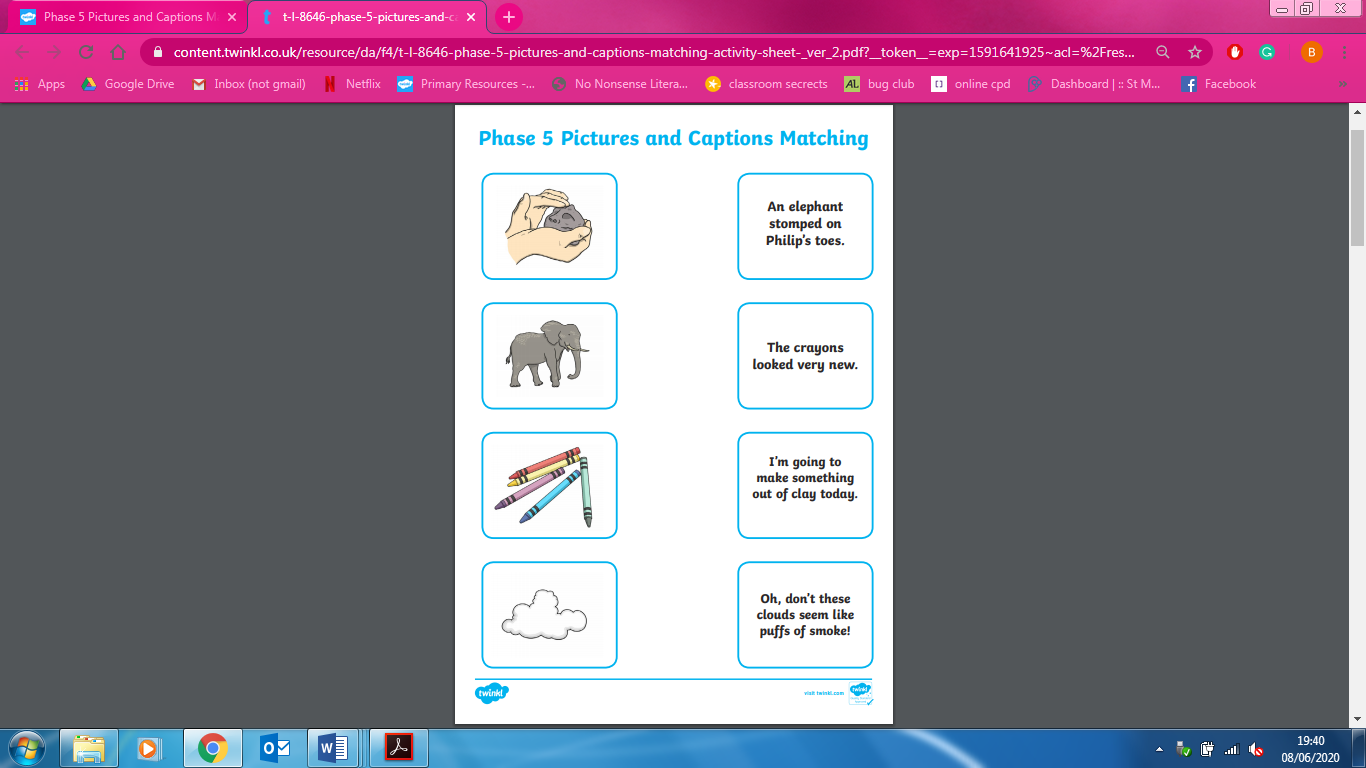 Phase 5 Pictures and Captions M
t-l-8646-phase-5-pictures-and-ca
content.twinkl.co.uk/resource/da/f4/t-l-8646-phase-5-pictures-and-captions-matching-activity-sheet-_ver_2.pdf?__token__=exp=1591641925~acl=%2Fres...
B
Apps
Google Drive
Inbox (not gmail)
Netflix
Primary Resources -...
No Nonsense Litera...
classroom secrects
AL
bug club
online cpd
Dashboard | :: St M...
Facebook
»
Phase 5 Pictures and Captions Matching
An elephant
stomped on
Philip's toes.
The crayons
looked very new.
I'm going to
make something
out of clay today.
Oh, don't these
clouds seem like
puffs of smoke!
twinkl
visit twinkl.com
twinkl
19:40
08/06/2020